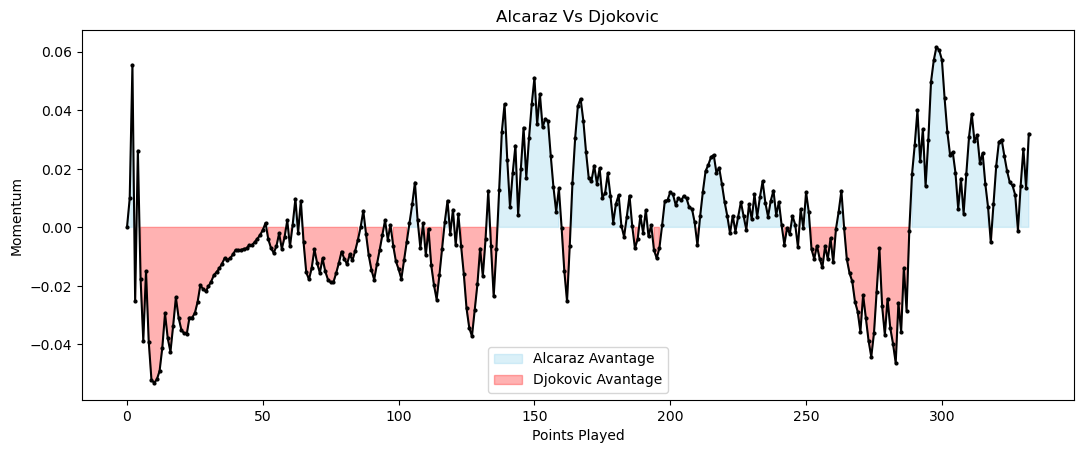 Alcaraz Vs Djokovic
Momentum
0.06
0.04
0.02
0.00
−0.02
−0.04
Alcaraz Avantage
Djokovic Avantage
0
50
100
150
200
250
300
Points Played